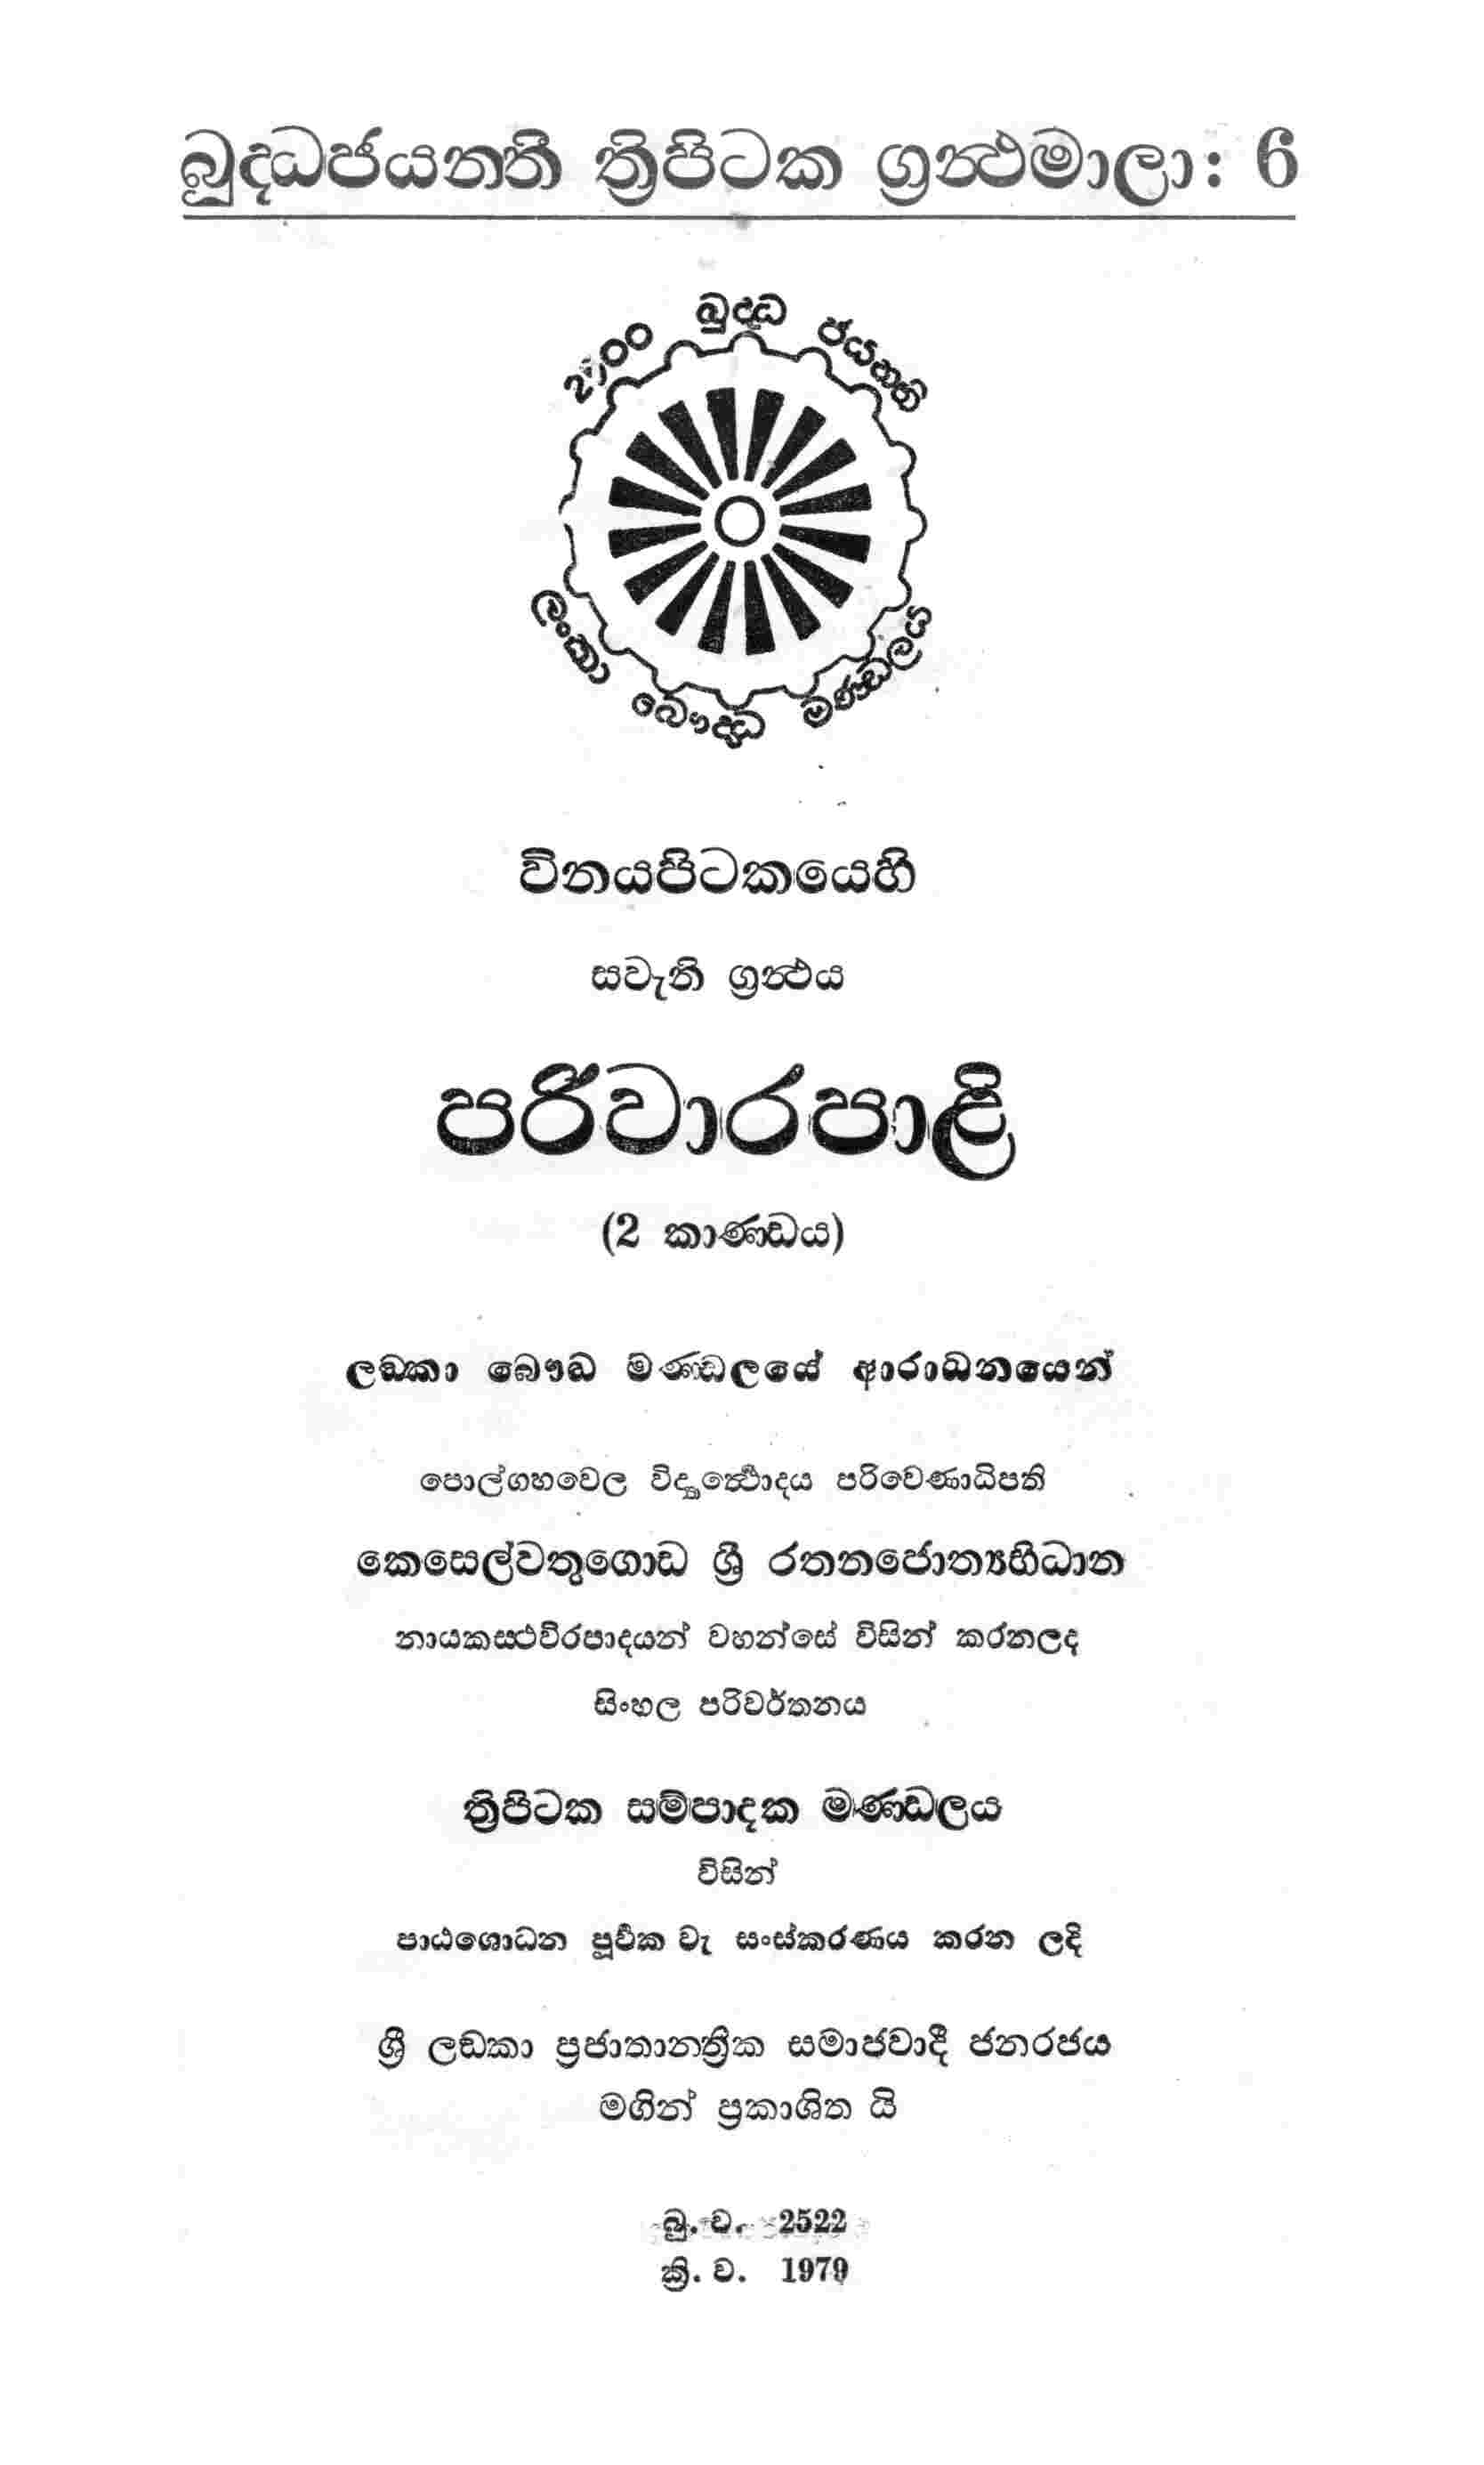 බුද්ධජයන්තී ත්‍රිපිටක ග්‍රන්ථමාලා: 6
2500 බුද්ධ ජයන්ති
ලංකා බෞද්ධ මණ්ඩලය
විනයපිටකයෙහි
සවැනි ග්‍රන්ථය
පරිවාරපාළි
(2 කාණ්ඩය)
ලඞ්කා බෞද්ධ මණ්ඩලයේ ආරාධනයෙන්
පොල්ගහවෙල විද්‍යාර්ත්‍ථොදය පරිවෙණාධිපති
කෙසෙල්වතුගොඩ ශ්‍රී රතනජොත්‍යභිධාන
නායකස්ථවිරපාදයන් වහන්සේ විසින් කරනලද
සිංහල පරිවර්තනය
ත්‍රිපිටක සම්පාදක මණ්ඩලය
විසින්
පාඨශොධන පූර්‍වක වැ සංස්කරණය කරන ලදි
ශ්‍රී ලඞ්කා ප්‍රජාතාන්ත්‍රික සමාජවාදී ජනරජය
මගින් ප්‍රකාශිත යි
බු. ව. 2522
ක්‍රි. ව. 1979